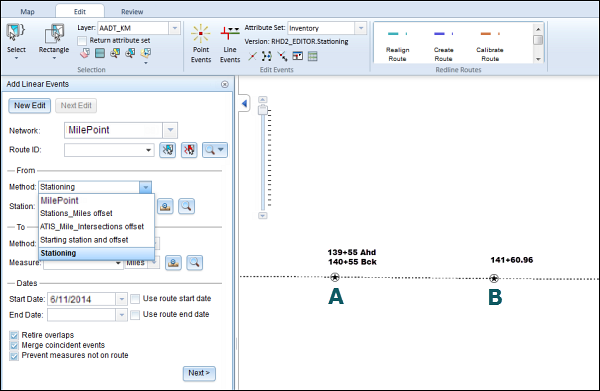 Map Edit Review
Layer: AADT_KM
Return attribute set
Select Rectangle
Selection
Point Events
Line Events
Attribute Set: Inventory
Version: RHD2_EDITOR.Stationing
Edit Events
Realign Route
Create Route
Calibrate Route
Redline Routes
Add Linear Events
New Edit Next Edit
Network: MilePoint
Route ID:
From
Method: Stationing
MilePoint
Station: Stations_Miles offset
ATIS_Mile_Intersections offset
To
Method: Starting station and offset
Stationing
Measure: Miles
Dates
Start Date: 6/11/2014 Use route start date
End Date: Use route end date
Retire overlaps
Merge coincident events
Prevent measures not on route
Next >
139+55 Ahd
140+55 Bck
141+60.96
A B